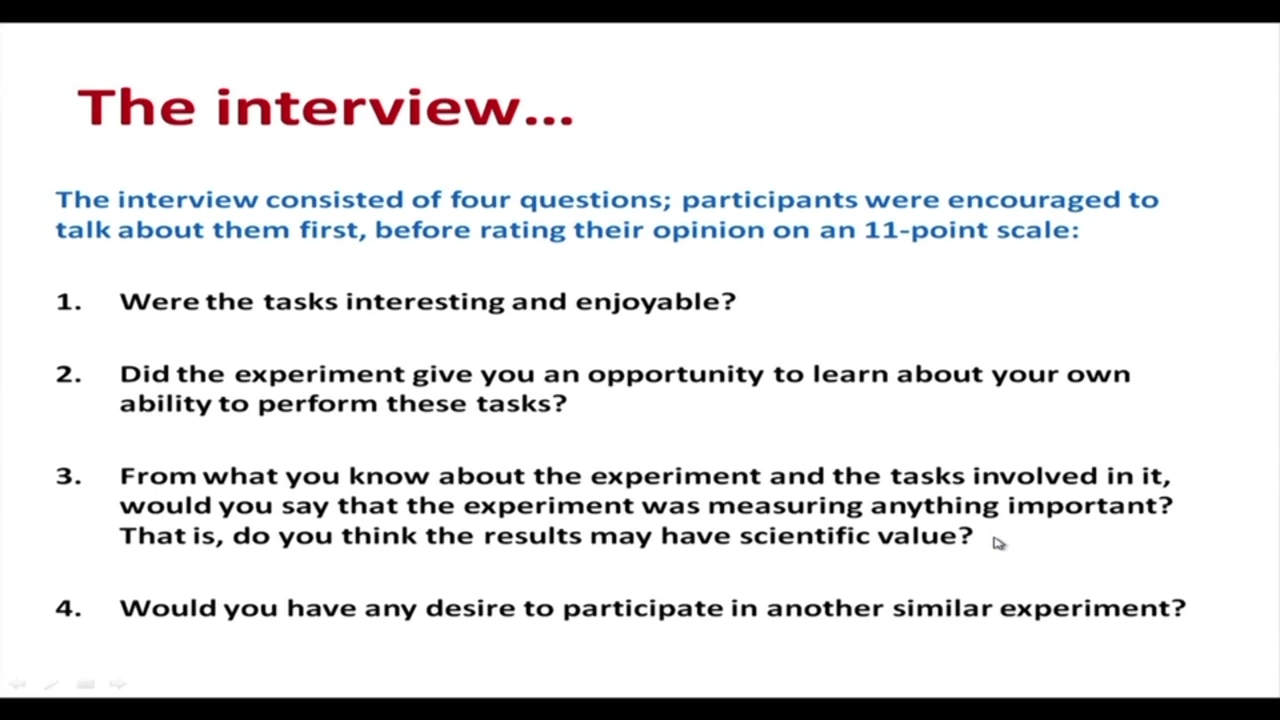 The interview...
The interview consisted of four questions; participants were encouraged to
talk about them first, before rating their opinion on an 11-point scale:
1. Were the tasks interesting and enjoyable?
2. Did the experiment give you an opportunity to learn about your own
ability to perform these tasks?
3. From what you know about the experiment and the tasks involved in it,
would you say that the experiment was measuring anything important?
That is, do you think the results may have scientific value?
4. Would you have any desire to participate in another similar experiment?